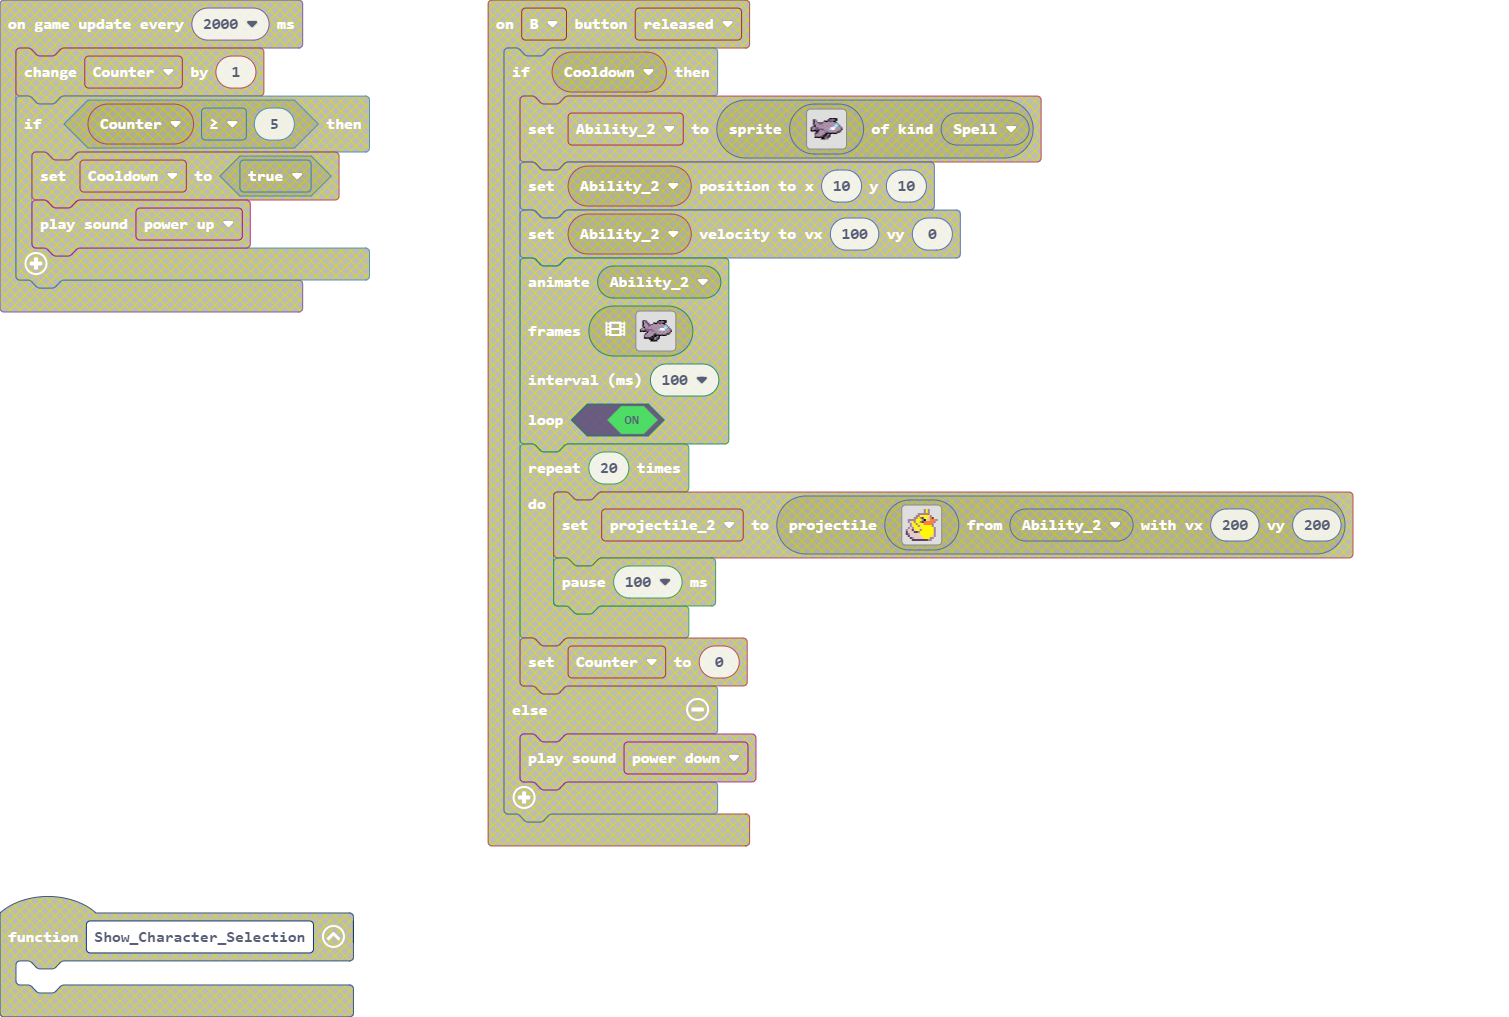 on game update every 2000 ms
change Counter by 1
if Counter ≥ 5 then
set Cooldown to true
play sound power up
on B button released
if Cooldown then
set Ability_2 to sprite of kind Spell
set Ability_2 position to x 10 y 10
set Ability_2 velocity to vx 100 vy 0
animate Ability_2
frames
interval (ms) 100
loop ON
repeat 20 times
do
set projectile_2 to projectile from Ability_2 with vx 200 vy 200
pause 100 ms
set Counter to 0
else
play sound power down
function Show_Character_Selection